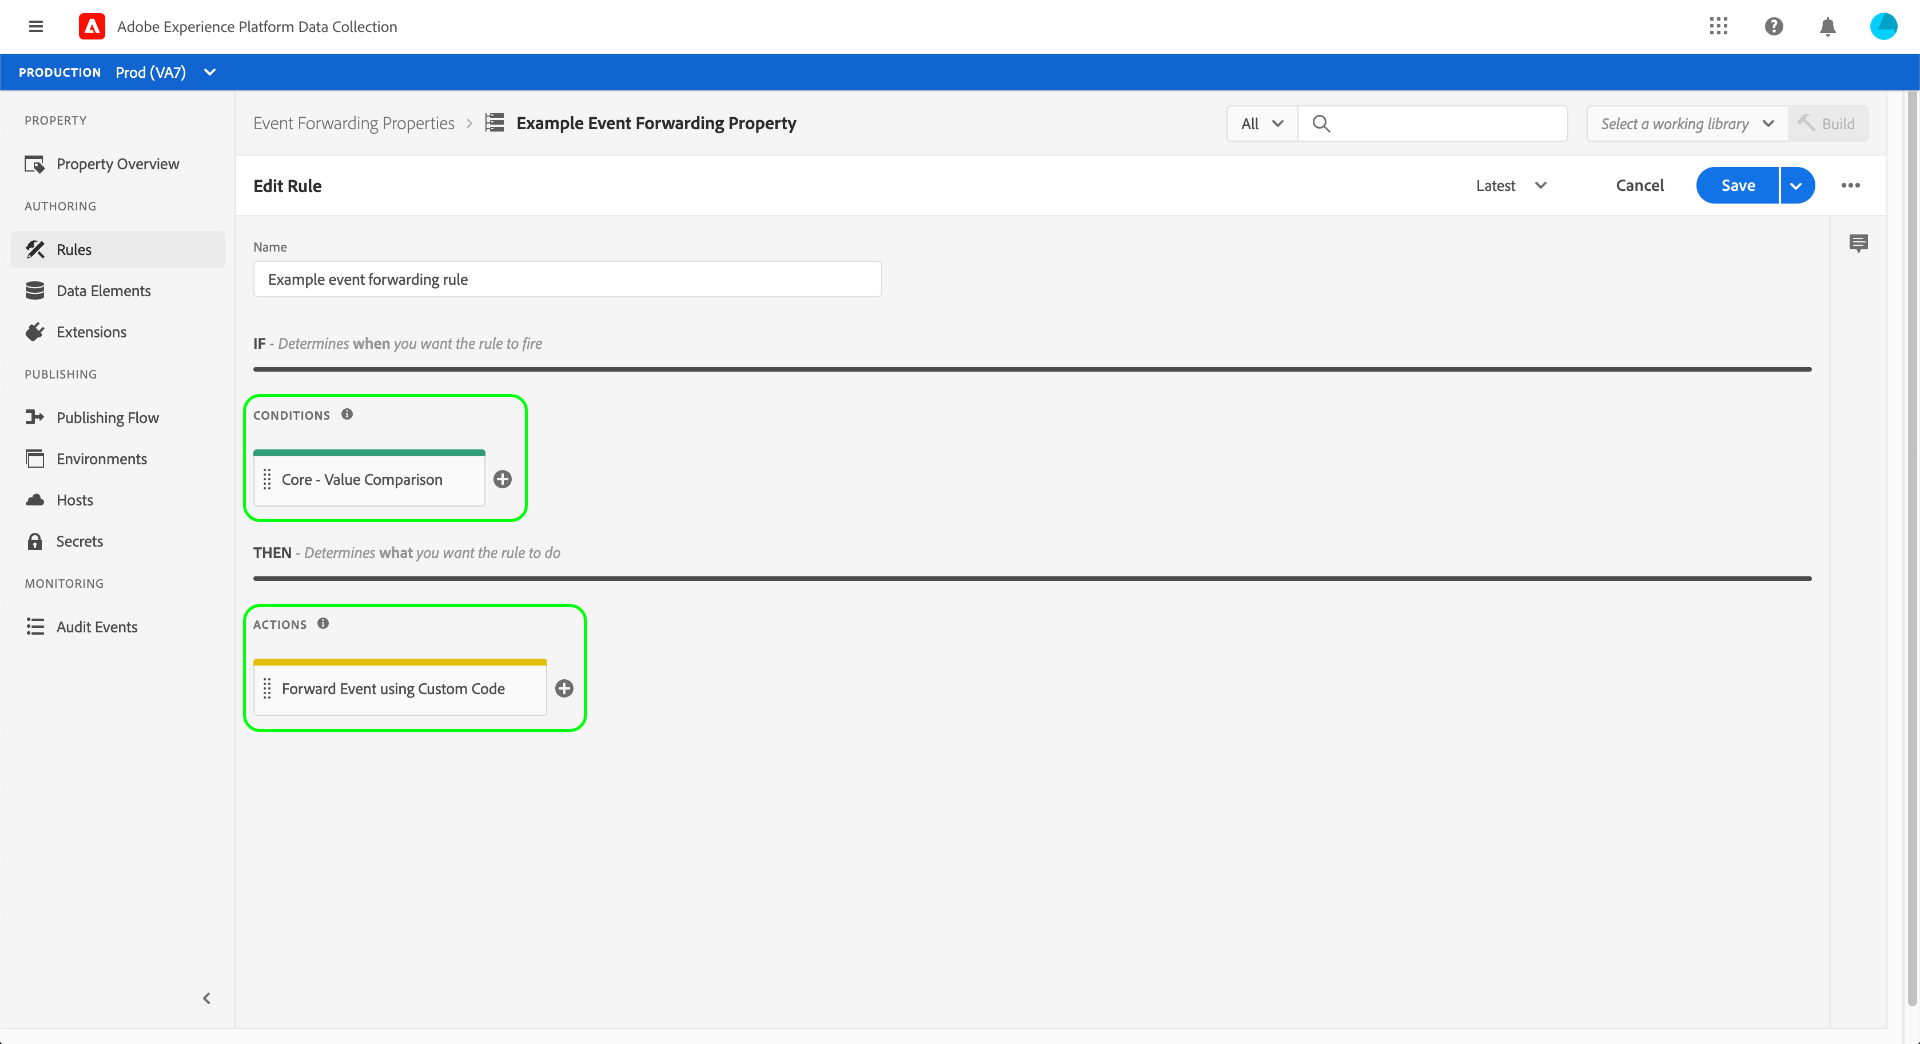 Adobe Experience Platform Data Collection
PRODUCTION Prod (VA7)
PROPERTY
Property Overview
AUTHORING
Rules
Data Elements
Extensions
PUBLISHING
Publishing Flow
Environments
Hosts
Secrets
MONITORING
Audit Events
Event Forwarding Properties > Example Event Forwarding Property
All
Select a working library
Build
Edit Rule
Latest
Cancel
Save
Name
Example event forwarding rule
IF - Determines when you want the rule to fire
CONDITIONS
Core - Value Comparison
THEN - Determines what you want the rule to do
ACTIONS
Forward Event using Custom Code